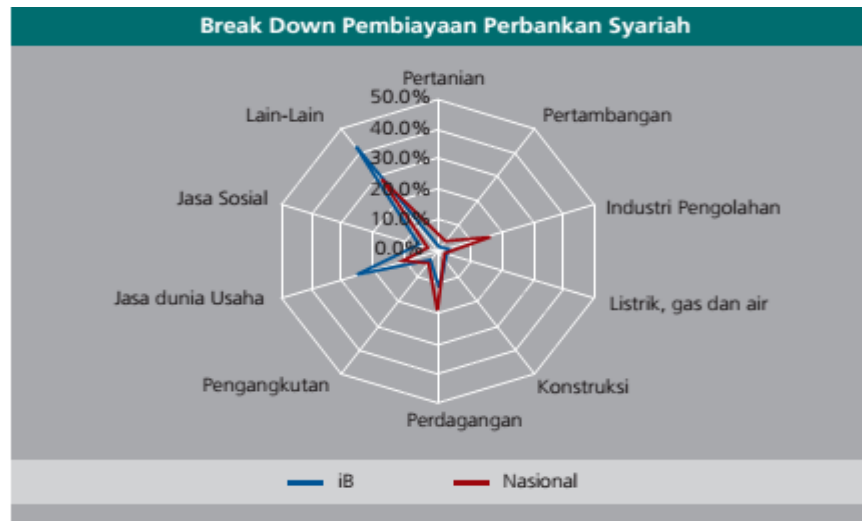 Break Down Pembiayaan Perbankan Syariah
Pertanian
50.0%
Lain-Lain
Pertambangan
40.0%
30.0%
Jasa Sosial
20.0%
Industri Pengolahan
10.0%
0.0%
Jasa dunia Usaha
Listrik, gas dan air
Pengangkutan
Konstruksi
Perdagangan
iB
Nasional